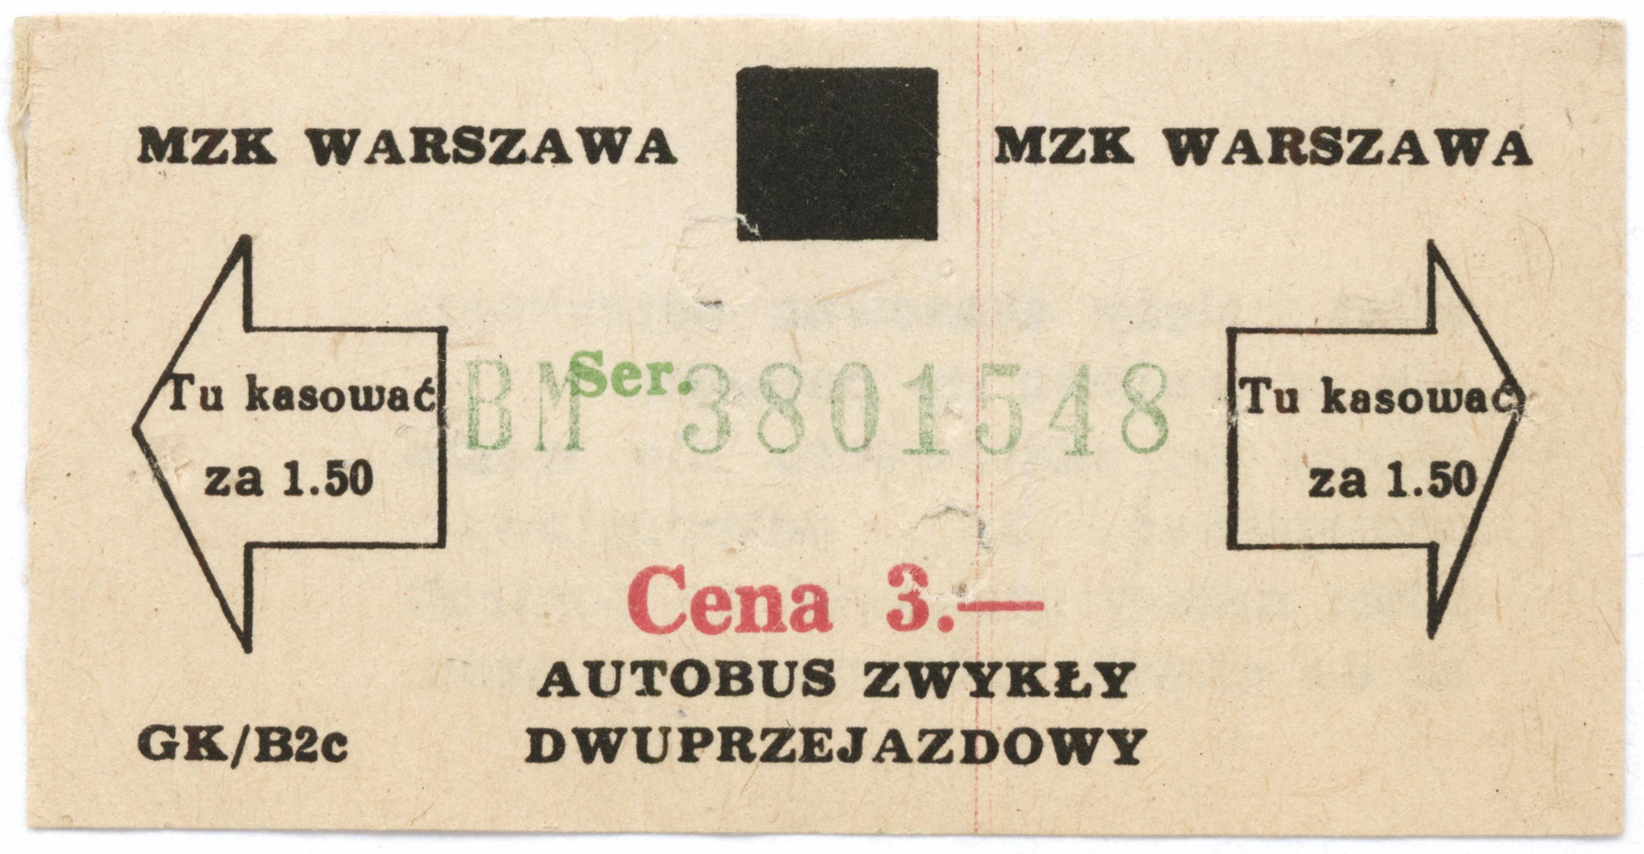 MZK WARSZAWA
MZK WARSZAWA
Tu kasować
za 1.50
Ser.
BM 3801548
Tu kasować
za 1.50
Cena 3.—
AUTOBUS ZWYKŁY
DWUPRZEJAZDOWY
GK/B2c